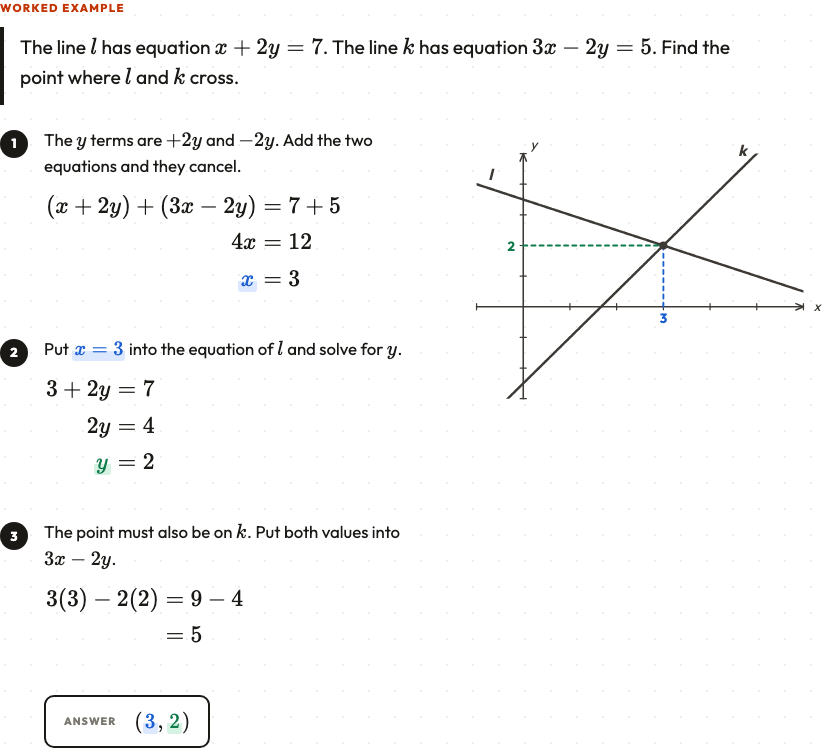 WORKED EXAMPLE
The line l has equation x + 2y = 7. The line k has equation 3x − 2y = 5. Find the
point where l and k cross.
1
The y terms are +2y and −2y. Add the two
equations and they cancel.
(x + 2y) + (3x − 2y) = 7 + 5
4x = 12
x = 3
y
k
l
2
3
x
2
Put x = 3 into the equation of l and solve for y.
3 + 2y = 7
2y = 4
y = 2
3
The point must also be on k. Put both values into
3x − 2y.
3(3) − 2(2) = 9 − 4
= 5
ANSWER (3, 2)